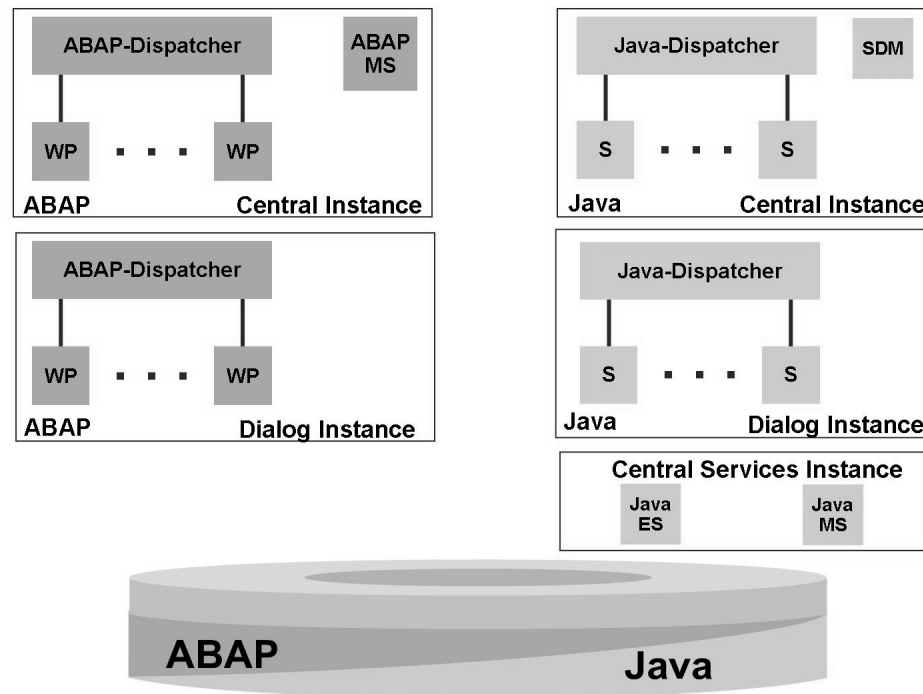 ABAP-Dispatcher
ABAP
MS
WP
WP
ABAP
Central Instance
Java-Dispatcher
SDM
S
S
Java
Central Instance
ABAP-Dispatcher
WP
WP
ABAP
Dialog Instance
Java-Dispatcher
S
S
Java
Dialog Instance
Central Services Instance
Java
ES
Java
MS
ABAP
Java